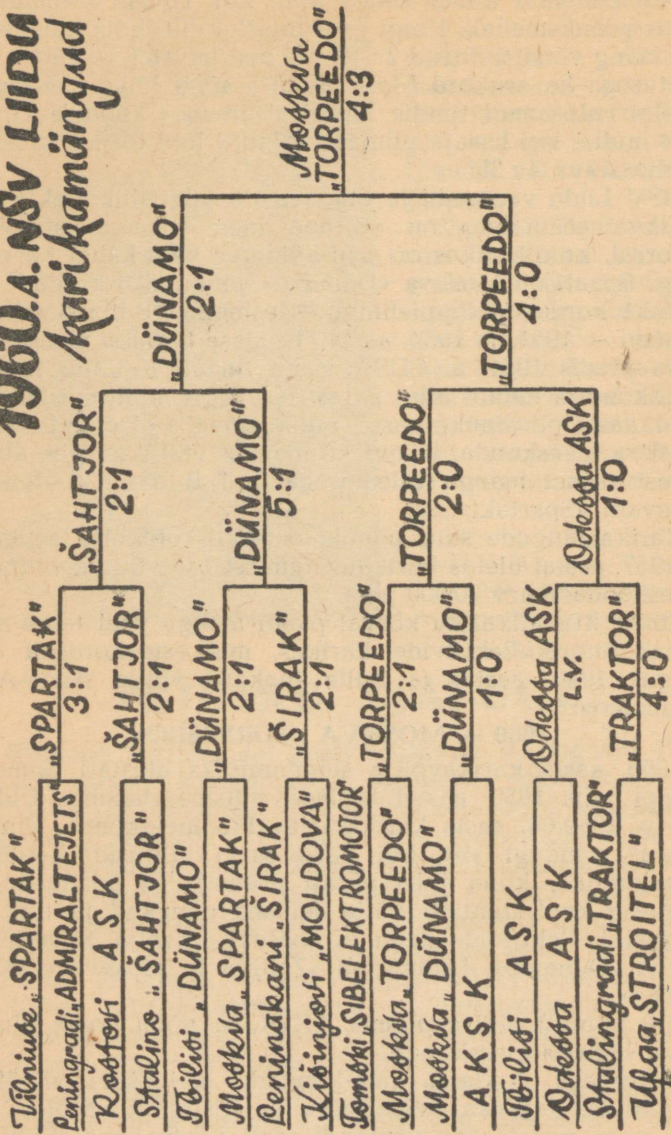 1960.A. NSV LIIDU
karikamängud
Vilniuse „SPARTAK"
Leningradi „ADMIRALTEJETS"
Rostovi ASK
Stalino „ŠAHTJOR"
Tbilisi „DÜNAMO"
Moskva „SPARTAK"
Leninakani „ŠIRAK"
Kišinjovi „MOLDOVA"
Tomski „SIBELEKTROMOTOR"
Moskva „TORPEEDO"
Moskva „DÜNAMO"
AKSK
Tbilisi ASK
Odessa ASK
Stalingradi „TRAKTOR"
Ufaa „STROITEL"
„SPARTAK"
3:1
„ŠAHTJOR"
2:1
„DÜNAMO"
2:1
„ŠIRAK"
2:1
„TORPEEDO"
2:1
„DÜNAMO"
1:0
Odessa ASK
L.V.
„TRAKTOR"
4:0
„ŠAHTJOR"
2:1
„DÜNAMO"
5:1
„TORPEEDO"
2:0
Odessa ASK
1:0
„DÜNAMO"
2:1
„TORPEEDO"
4:0
Moskva
„TORPEEDO"
4:3